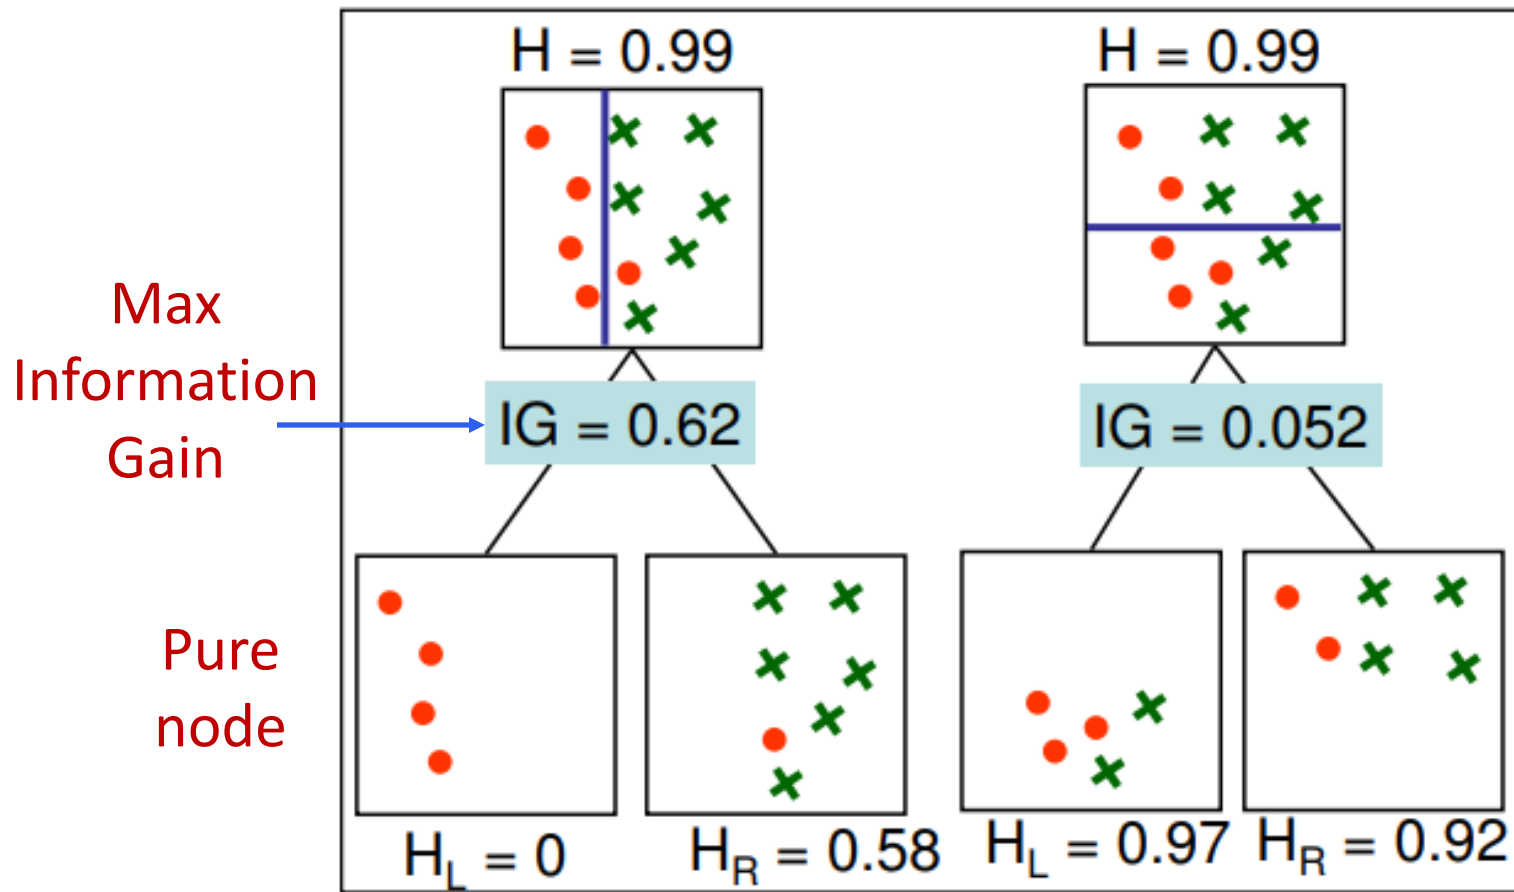 H = 0.99
H = 0.99
Max
Information
Gain
IG = 0.62
IG = 0.052
Pure
node
H_L = 0
H_R = 0.58
H_L = 0.97
H_R = 0.92